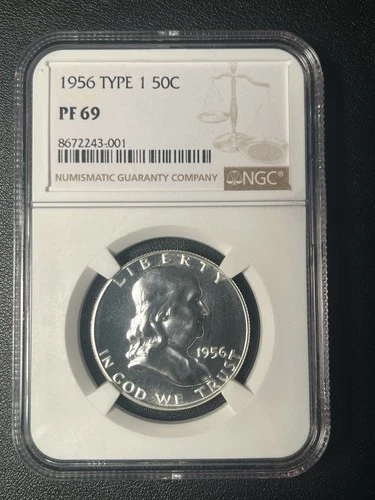 1956 TYPE 1 50C
PF 69
8672243-001
NUMISMATIC GUARANTY COMPANY
NGC®
LIBERTY
1956
IN GOD WE TRUST